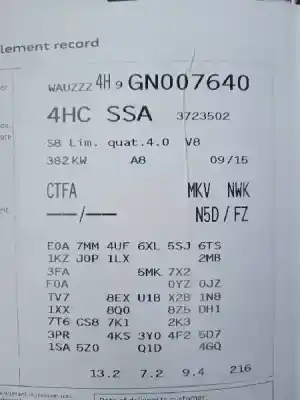 lement record
WAUZZZ 4H 9 GN007640
4HC SSA 3723502
S8 Lim. quat.4.0 V8
382 KW A8 09/15
CTFA MKV NWK
——/—— N5D / FZ
E0A 7MM 4UF 6XL 5SJ 6TS
1KZ J0P 1LX 2MB
3FA 5MK 7X2
F0A 0YZ 0JZ
TV7 8EX U1B X2B 1N8
1XX 8Q0 8Z5 DH1
7T6 CS8 7K1 2K3
3PR 4KS 3Y0 4F2 5D7
1SA 5Z0 Q1D 4GQ
13.2 7.2 9.4 216